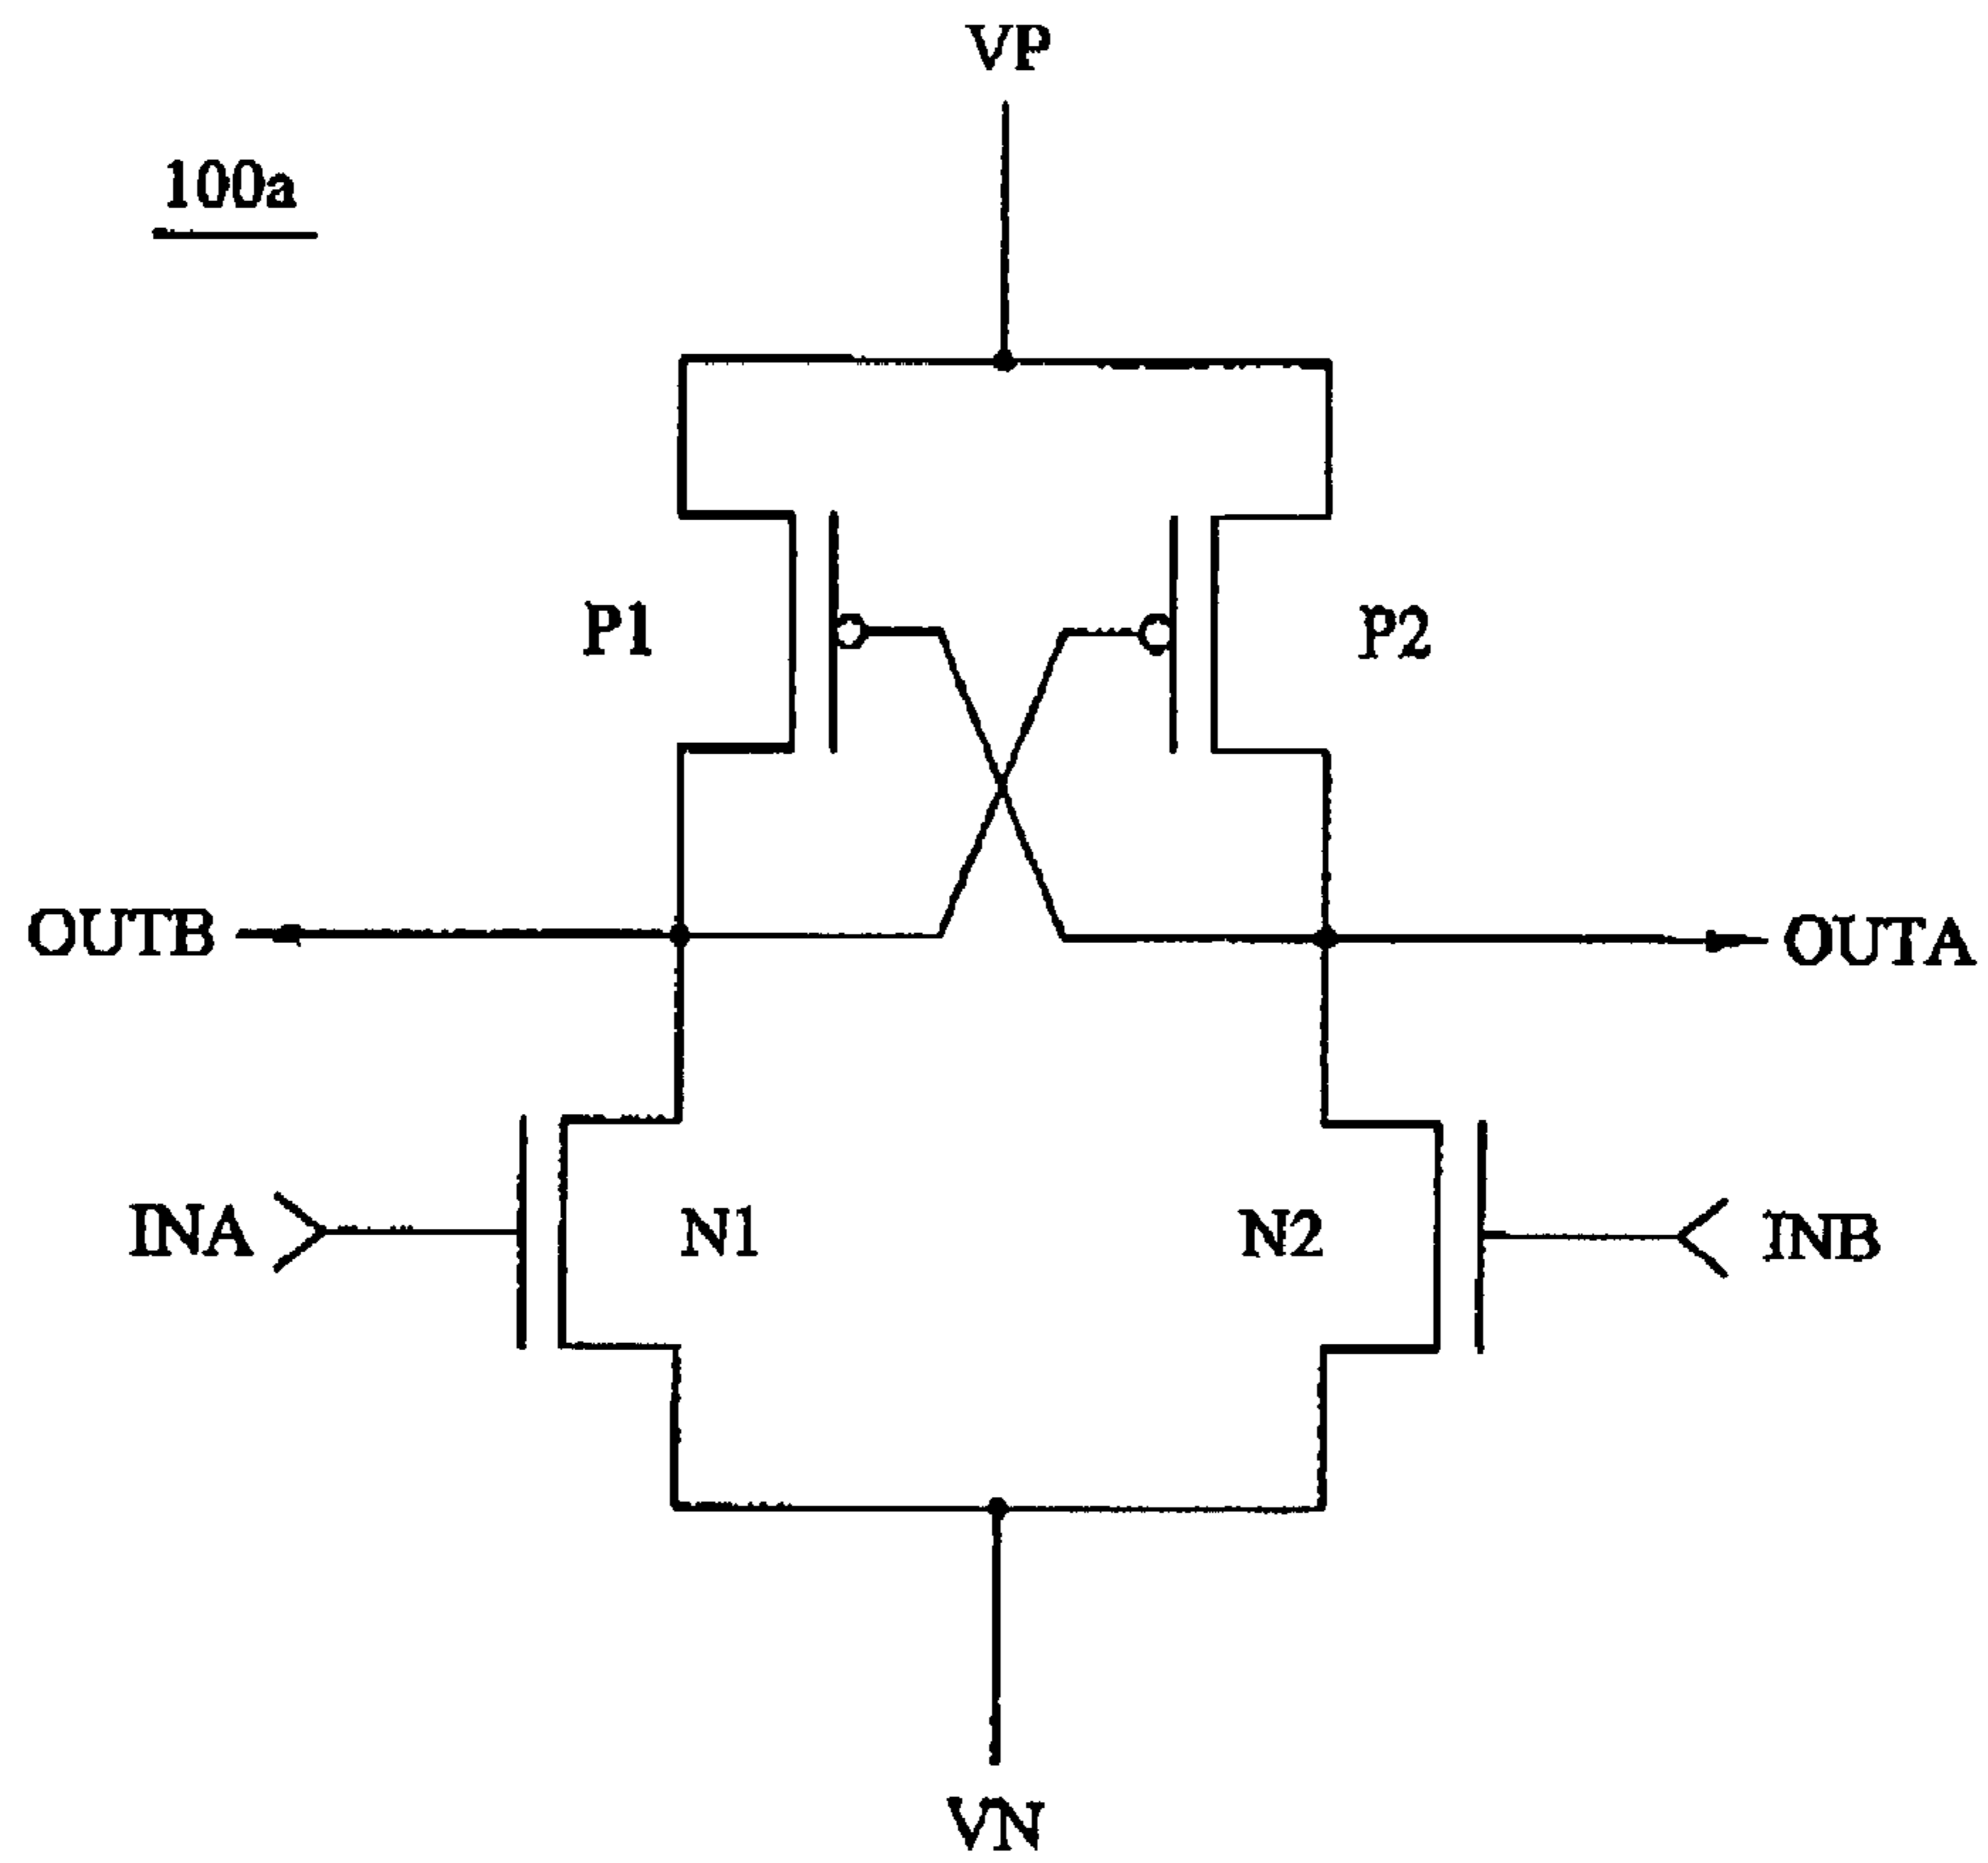 VP
100a
P1
P2
OUTB
OUTA
INA
N1
N2
INB
VN